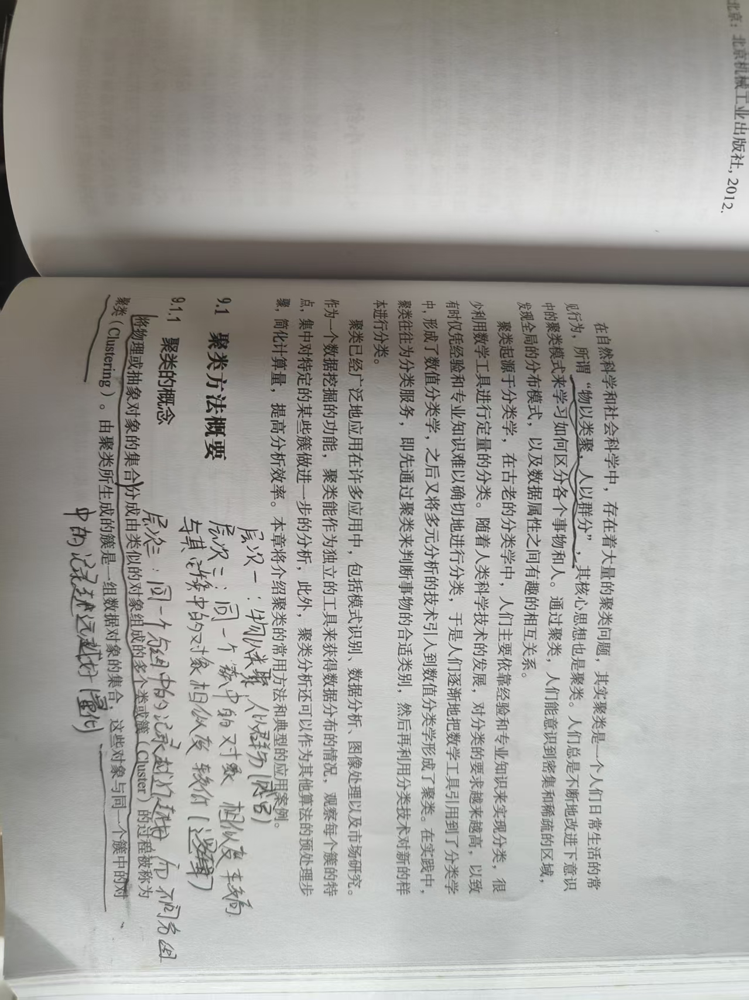 北京: 北京机械工业出版社, 2012.
在自然科学和社会科学中，存在着大量的聚类问题，其实聚类是一个人们日常生活的常
见行为，所谓“物以类聚，人以群分”，其核心思想也是聚类。人们总是不断地改进下意识
中的聚类模式来学习如何区分各个事物和人。通过聚类，人们能意识到密集和稀疏的区域，
发现全局的分布模式，以及数据属性之间有趣的相互关系。
聚类起源于分类学，在古老的分类学中，人们主要依靠经验和专业知识来实现分类，很
少利用数学工具进行定量的分类。随着人类科学技术的发展，对分类的要求越来越高，以致
有时仅凭经验和专业知识难以确切地进行分类，于是人们逐渐地把数学工具引用到了分类学
中，形成了数值分类学，之后又将多元分析的技术引入到数值分类学形成了聚类。在实践中，
聚类往往为分类服务，即先通过聚类来判断事物的合适类别，然后再利用分类技术对新的样
本进行分类。
聚类已经广泛地应用在许多应用中，包括模式识别、数据分析、图像处理以及市场研究。
作为一个数据挖掘的功能，聚类能作为独立的工具来获得数据分布的情况，观察每个簇的特
点，集中对特定的某些簇做进一步的分析，此外，聚类分析还可以作为其他算法的预处理步
骤，简化计算量，提高分析效率。本章将介绍聚类的常用方法和典型的应用案例。
层次一：物以类聚，人以群分(寓言)
9.1 聚类方法概要
层次二：同一个簇中的对象 相似度较高
与其它簇中的对象相似度较低(逻辑)
9.1.1 聚类的概念
层次三：同一个分组中的记录越近越相，而不同分组
将物理或抽象对象的集合分成由类似的对象组成的多个类或簇（Cluster）的过程被称为
聚类（Clustering）。由聚类所生成的簇是一组数据对象的集合，这些对象与同一个簇中的对
中的记录越远越好(量化)